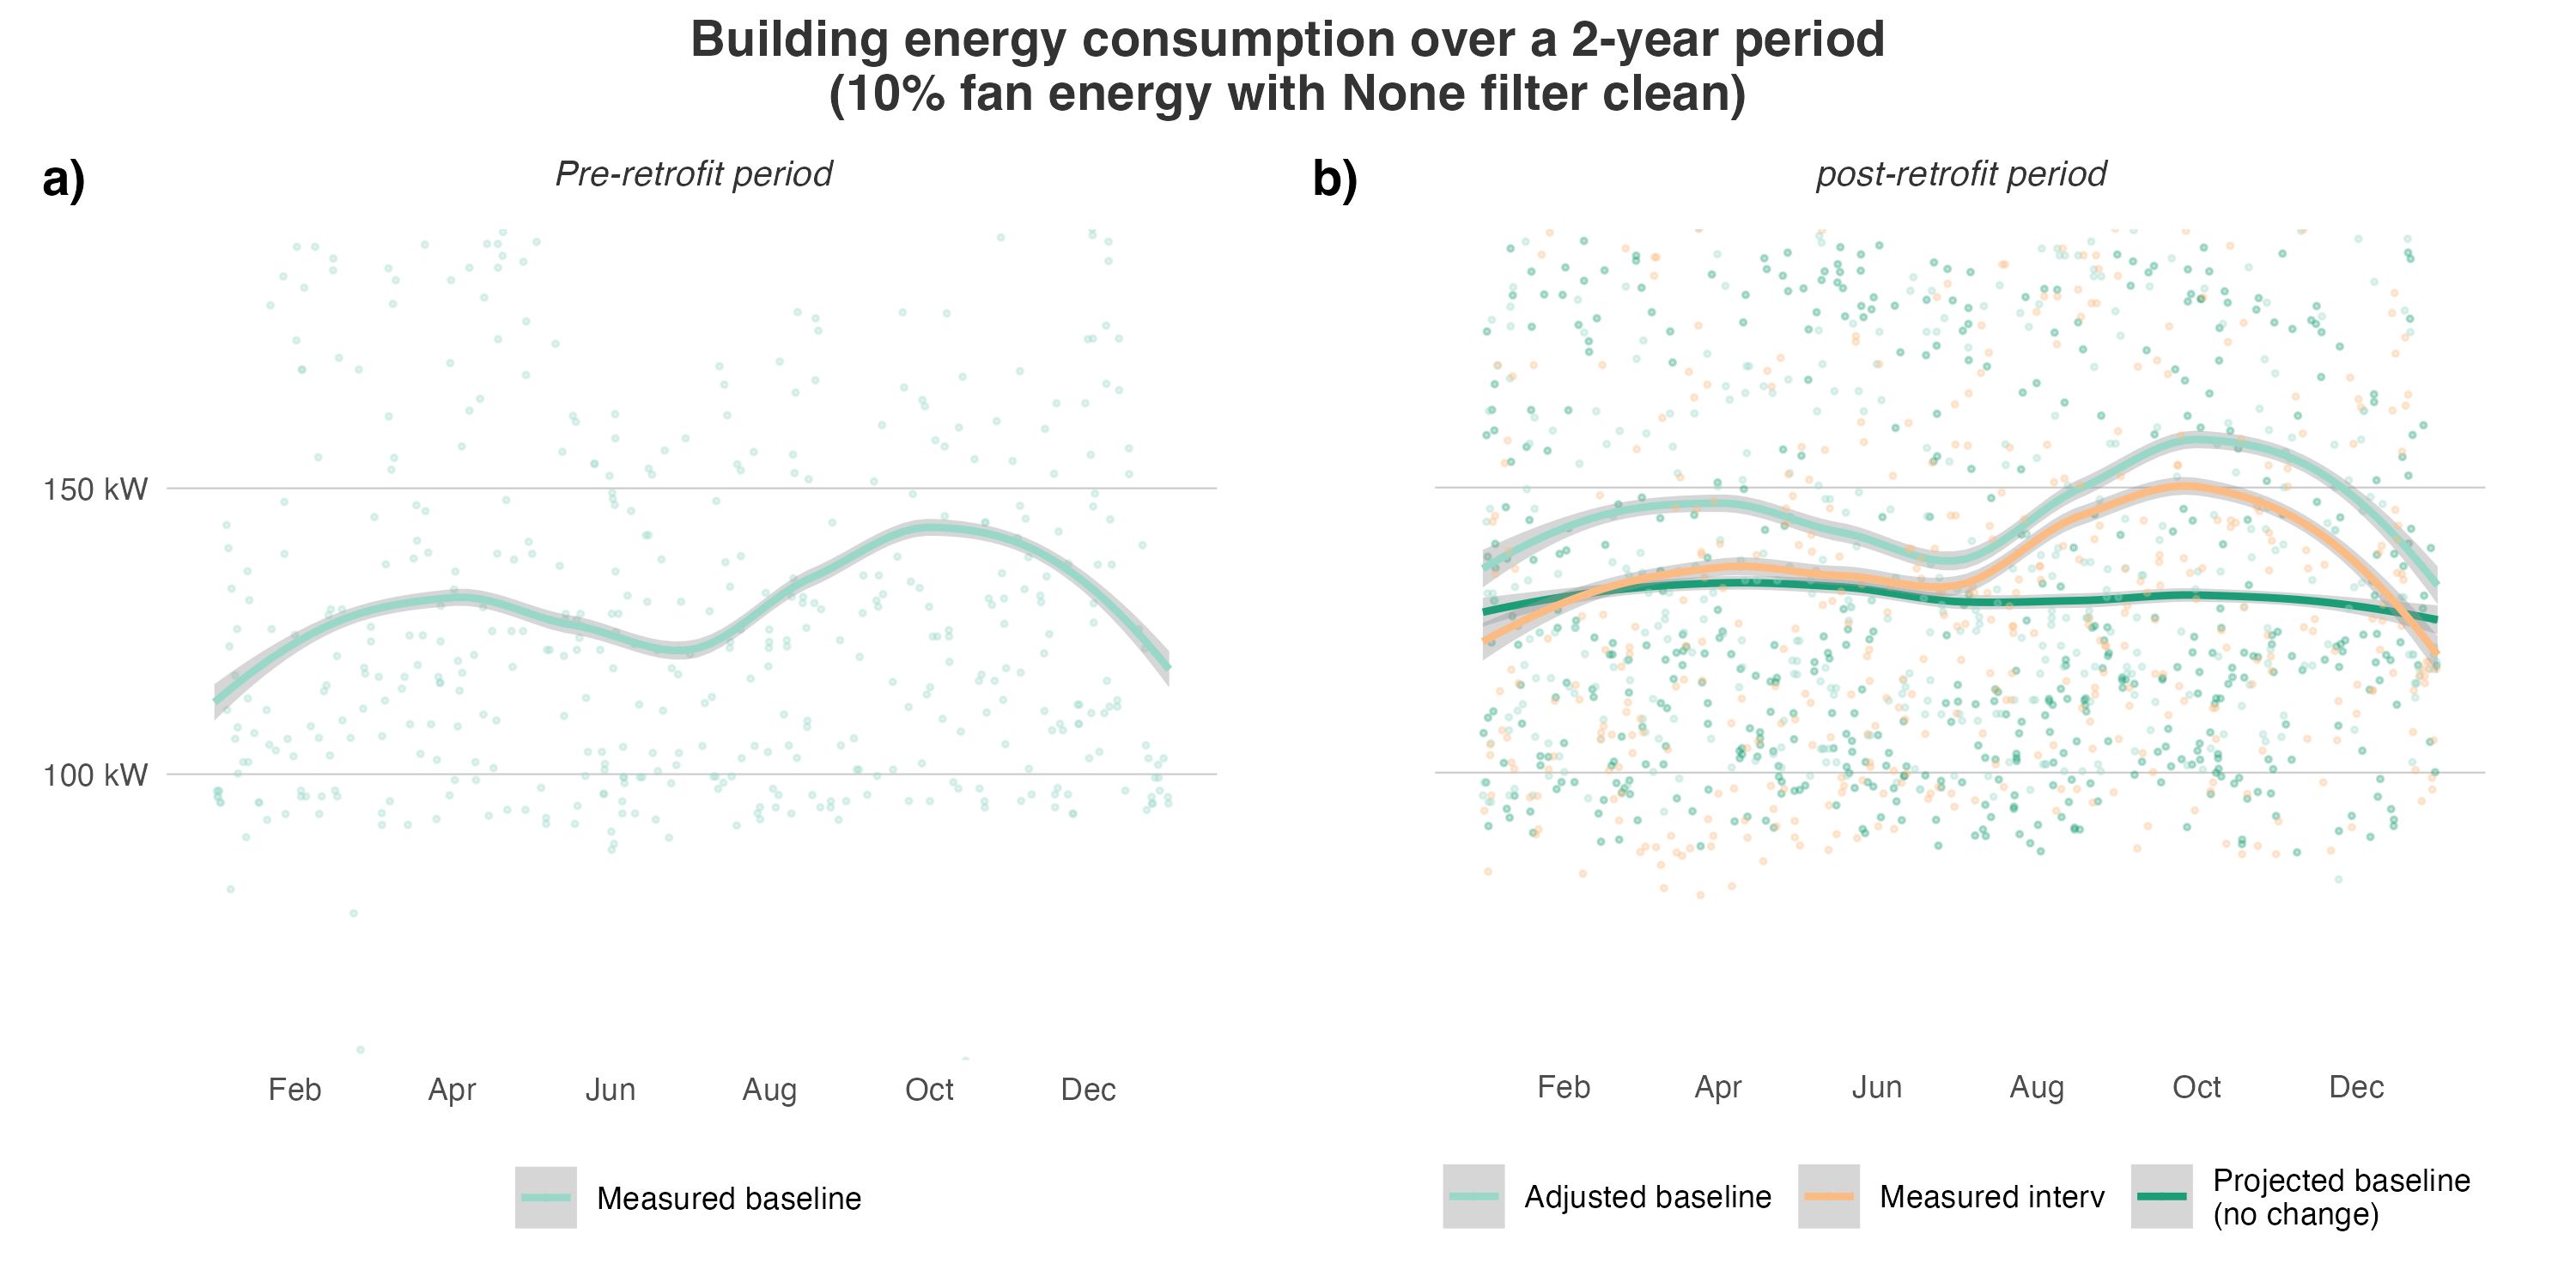 Building energy consumption over a 2-year period
(10% fan energy with None filter clean)
a)
Pre-retrofit period
150 kW
100 kW
Feb Apr Jun Aug Oct Dec
Measured baseline
b)
post-retrofit period
Feb Apr Jun Aug Oct Dec
Adjusted baseline
Measured interv
Projected baseline
(no change)